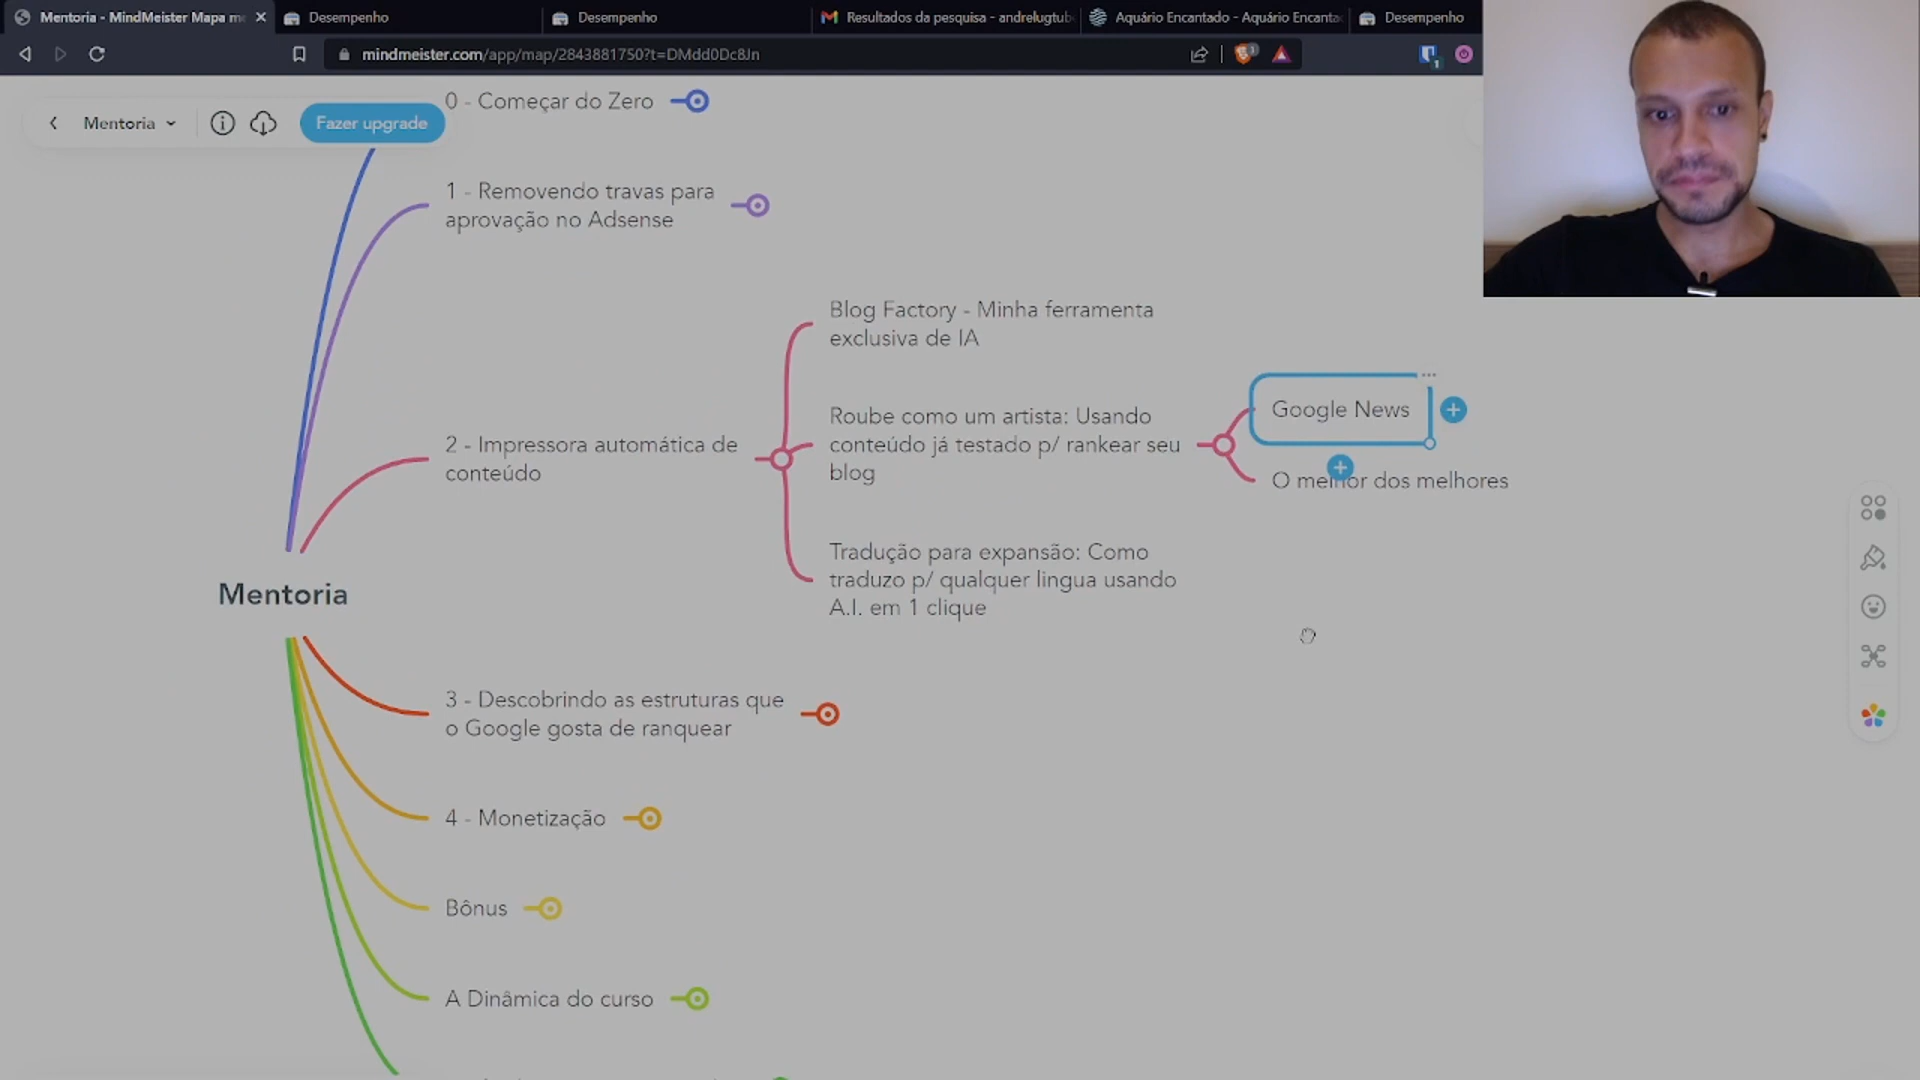 Mentoria - MindMeister Mapa m
Desempenho
Desempenho
Resultados da pesquisa - andrelugtub
Aquário Encantado - Aquário Encanta
Desempenho
mindmeister.com/app/map/2843881750?t=DMdd0Dc8Jn
1
1
Mentoria
Fazer upgrade
0 - Começar do Zero
1 - Removendo travas para
aprovação no Adsense
2 - Impressora automática de
conteúdo
Blog Factory - Minha ferramenta
exclusiva de IA
Roube como um artista: Usando
conteúdo já testado p/ rankear seu
blog
Google News
O melhor dos melhores
Tradução para expansão: Como
traduzo p/ qualquer lingua usando
A.I. em 1 clique
Mentoria
3 - Descobrindo as estruturas que
o Google gosta de ranquear
4 - Monetização
Bônus
A Dinâmica do curso